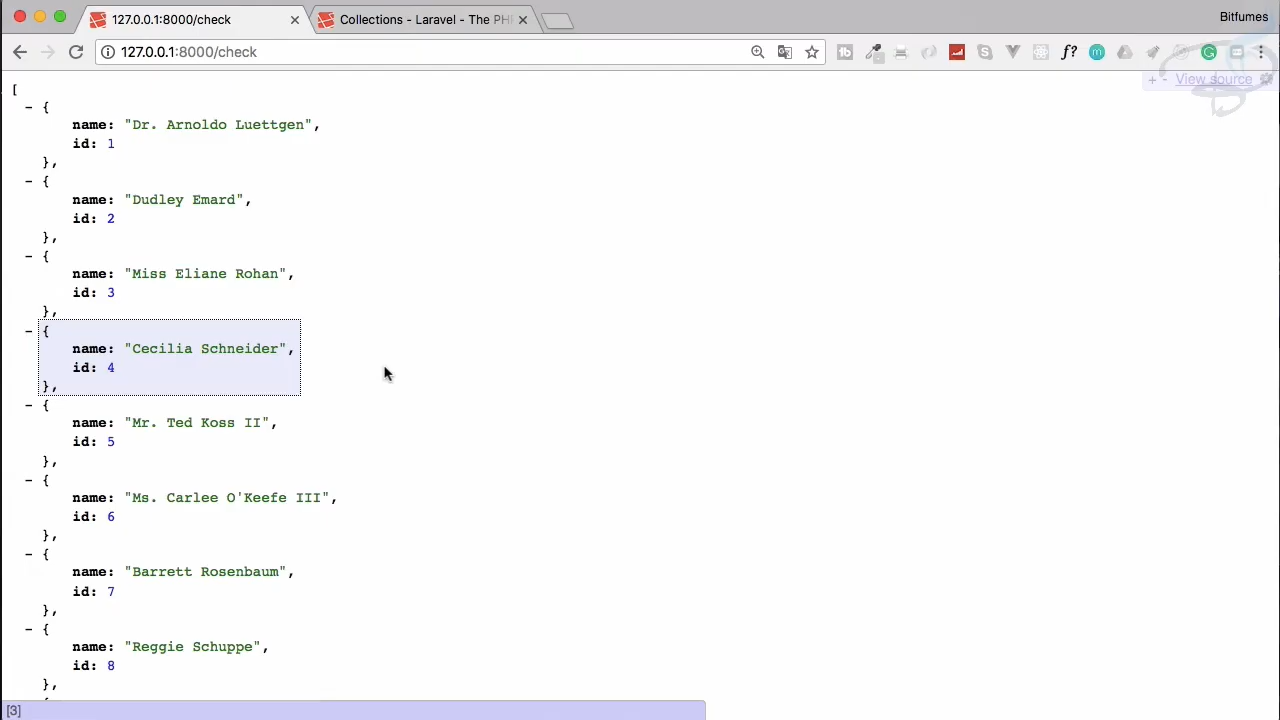 127.0.0.1:8000/check
Collections - Laravel - The PH
Bitfumes
127.0.0.1:8000/check
+ - View source
[
- {
name: "Dr. Arnoldo Luettgen",
id: 1
},
- {
name: "Dudley Emard",
id: 2
},
- {
name: "Miss Eliane Rohan",
id: 3
},
- {
name: "Cecilia Schneider",
id: 4
},
- {
name: "Mr. Ted Koss II",
id: 5
},
- {
name: "Ms. Carlee O'Keefe III",
id: 6
},
- {
name: "Barrett Rosenbaum",
id: 7
},
- {
name: "Reggie Schuppe",
id: 8
},
[3]